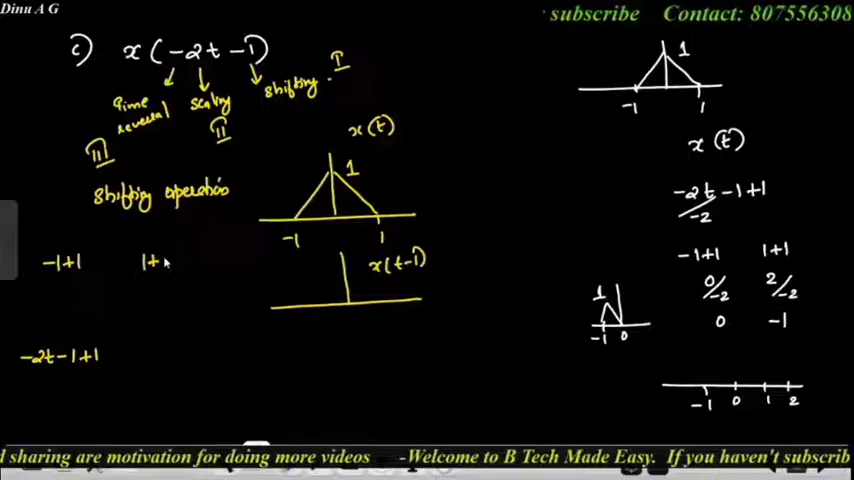 Dinu A G
subscribe Contact: 807556308
c) x(-2t-1)
time reversal
scaling
shifting. I
II
III
shifting operation
x(t)
1
-1 1
x(t-1)
-1+1 1+
-2t-1+1
1
-1 1
x(t)
-2t-1+1
-2
-1+1 1+1
0/-2 2/-2
0 -1
1
-1 0
-1 0 1 2
d sharing are motivation for doing more videos -Welcome to B Tech Made Easy. If you haven't subscrib